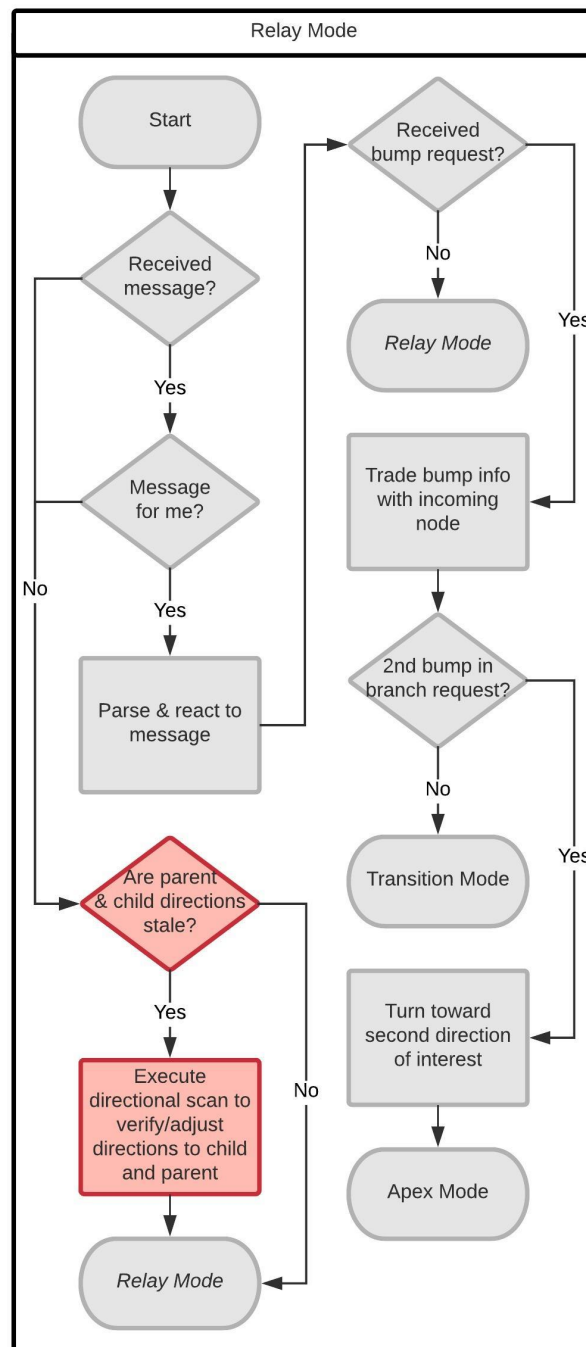 Relay Mode
Start
Received
message?
Yes
Message
for me?
No
Yes
Parse & react to
message
Are parent
& child directions
stale?
Yes
No
Execute
directional scan to
verify/adjust
directions to child
and parent
Relay Mode
Received
bump request?
No
Yes
Relay Mode
Trade bump info
with incoming
node
2nd bump in
branch request?
No
Yes
Transition Mode
Turn toward
second direction
of interest
Apex Mode